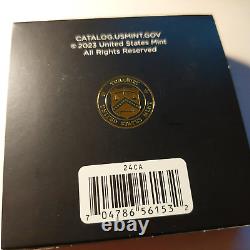 CATALOG.USMINT.GOV
© 2023 United States Mint
All Rights Reserved
24CA
7 04786 56153 2